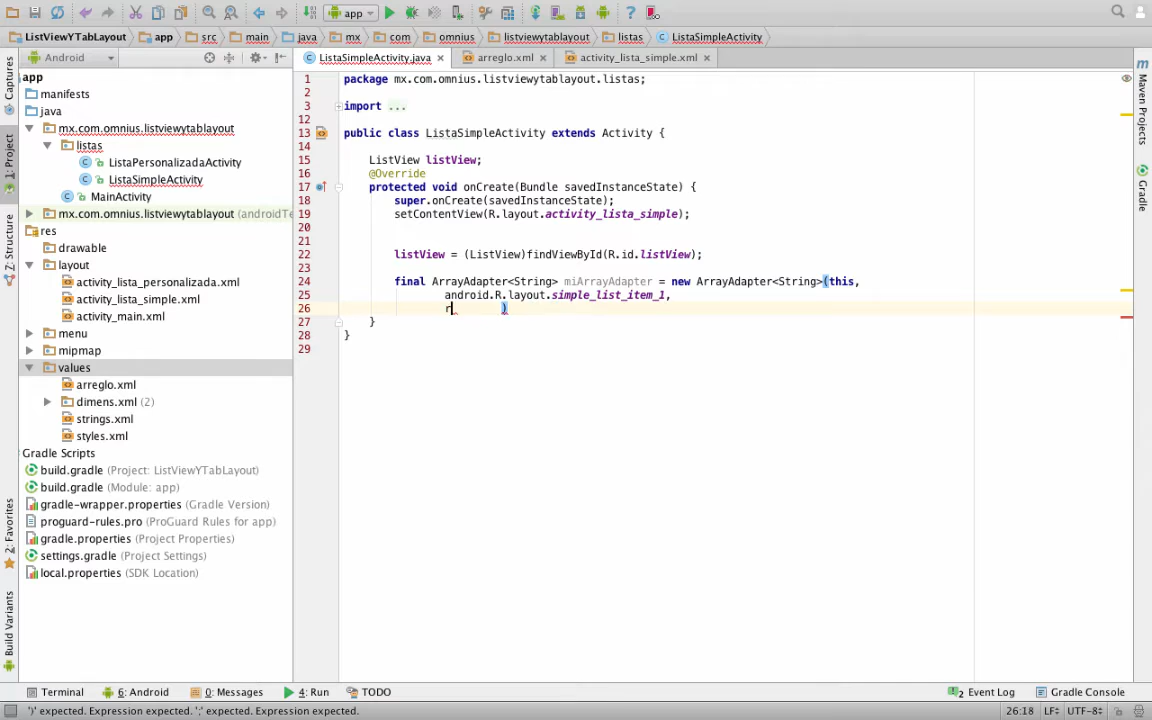 app
ListViewYTabLayout app src main java mx com omnius listviewytablayout listas ListaSimpleActivity
Android
ListaSimpleActivity.java arreglo.xml activity_lista_simple.xml
Captures
1: Project
7: Structure
2: Favorites
Build Variants
app
manifests
java
mx.com.omnius.listviewytablayout
listas
ListaPersonalizadaActivity
ListaSimpleActivity
MainActivity
mx.com.omnius.listviewytablayout (androidTe
res
drawable
layout
activity_lista_personalizada.xml
activity_lista_simple.xml
activity_main.xml
menu
mipmap
values
arreglo.xml
dimens.xml (2)
strings.xml
styles.xml
Gradle Scripts
build.gradle (Project: ListViewYTabLayout)
build.gradle (Module: app)
gradle-wrapper.properties (Gradle Version)
proguard-rules.pro (ProGuard Rules for app)
gradle.properties (Project Properties)
settings.gradle (Project Settings)
local.properties (SDK Location)
1 package mx.com.omnius.listviewytablayout.listas;
2
3 import ...
12
13 public class ListaSimpleActivity extends Activity {
14
15 ListView listView;
16 @Override
17 protected void onCreate(Bundle savedInstanceState) {
18 super.onCreate(savedInstanceState);
19 setContentView(R.layout.activity_lista_simple);
20
21
22 listView = (ListView)findViewById(R.id.listView);
23
24 final ArrayAdapter<String> miArrayAdapter = new ArrayAdapter<String>(this,
25 android.R.layout.simple_list_item_1,
26 r )
27 }
28 }
29
Maven Projects
Gradle
Terminal 6: Android 0: Messages 4: Run TODO 2 Event Log Gradle Console
')' expected. Expression expected. ';' expected. Expression expected. 26:18 LF UTF-8